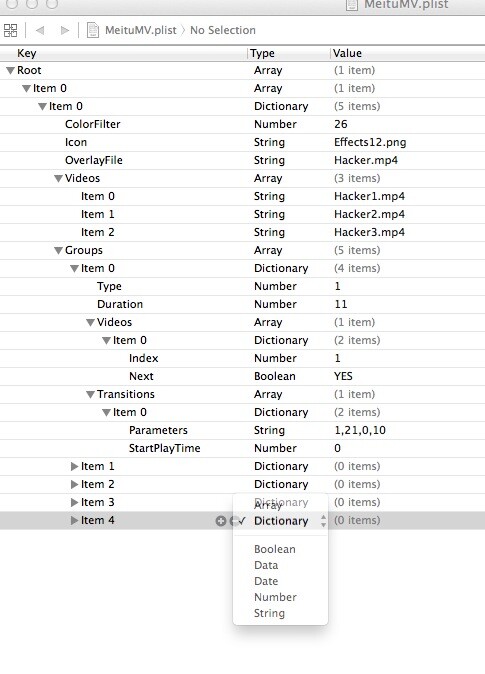 MeituMV.plist
MeituMV.plist No Selection
Key Type Value
Root Array (1 item)
Item 0 Array (1 item)
Item 0 Dictionary (5 items)
ColorFilter Number 26
Icon String Effects12.png
OverlayFile String Hacker.mp4
Videos Array (3 items)
Item 0 String Hacker1.mp4
Item 1 String Hacker2.mp4
Item 2 String Hacker3.mp4
Groups Array (5 items)
Item 0 Dictionary (4 items)
Type Number 1
Duration Number 11
Videos Array (1 item)
Item 0 Dictionary (2 items)
Index Number 1
Next Boolean YES
Transitions Array (1 item)
Item 0 Dictionary (2 items)
Parameters String 1,21,0,10
StartPlayTime Number 0
Item 1 Dictionary (0 items)
Item 2 Dictionary (0 items)
Item 3 Dictionary (0 items)
Array
Item 4 Dictionary (0 items)
Boolean
Data
Date
Number
String